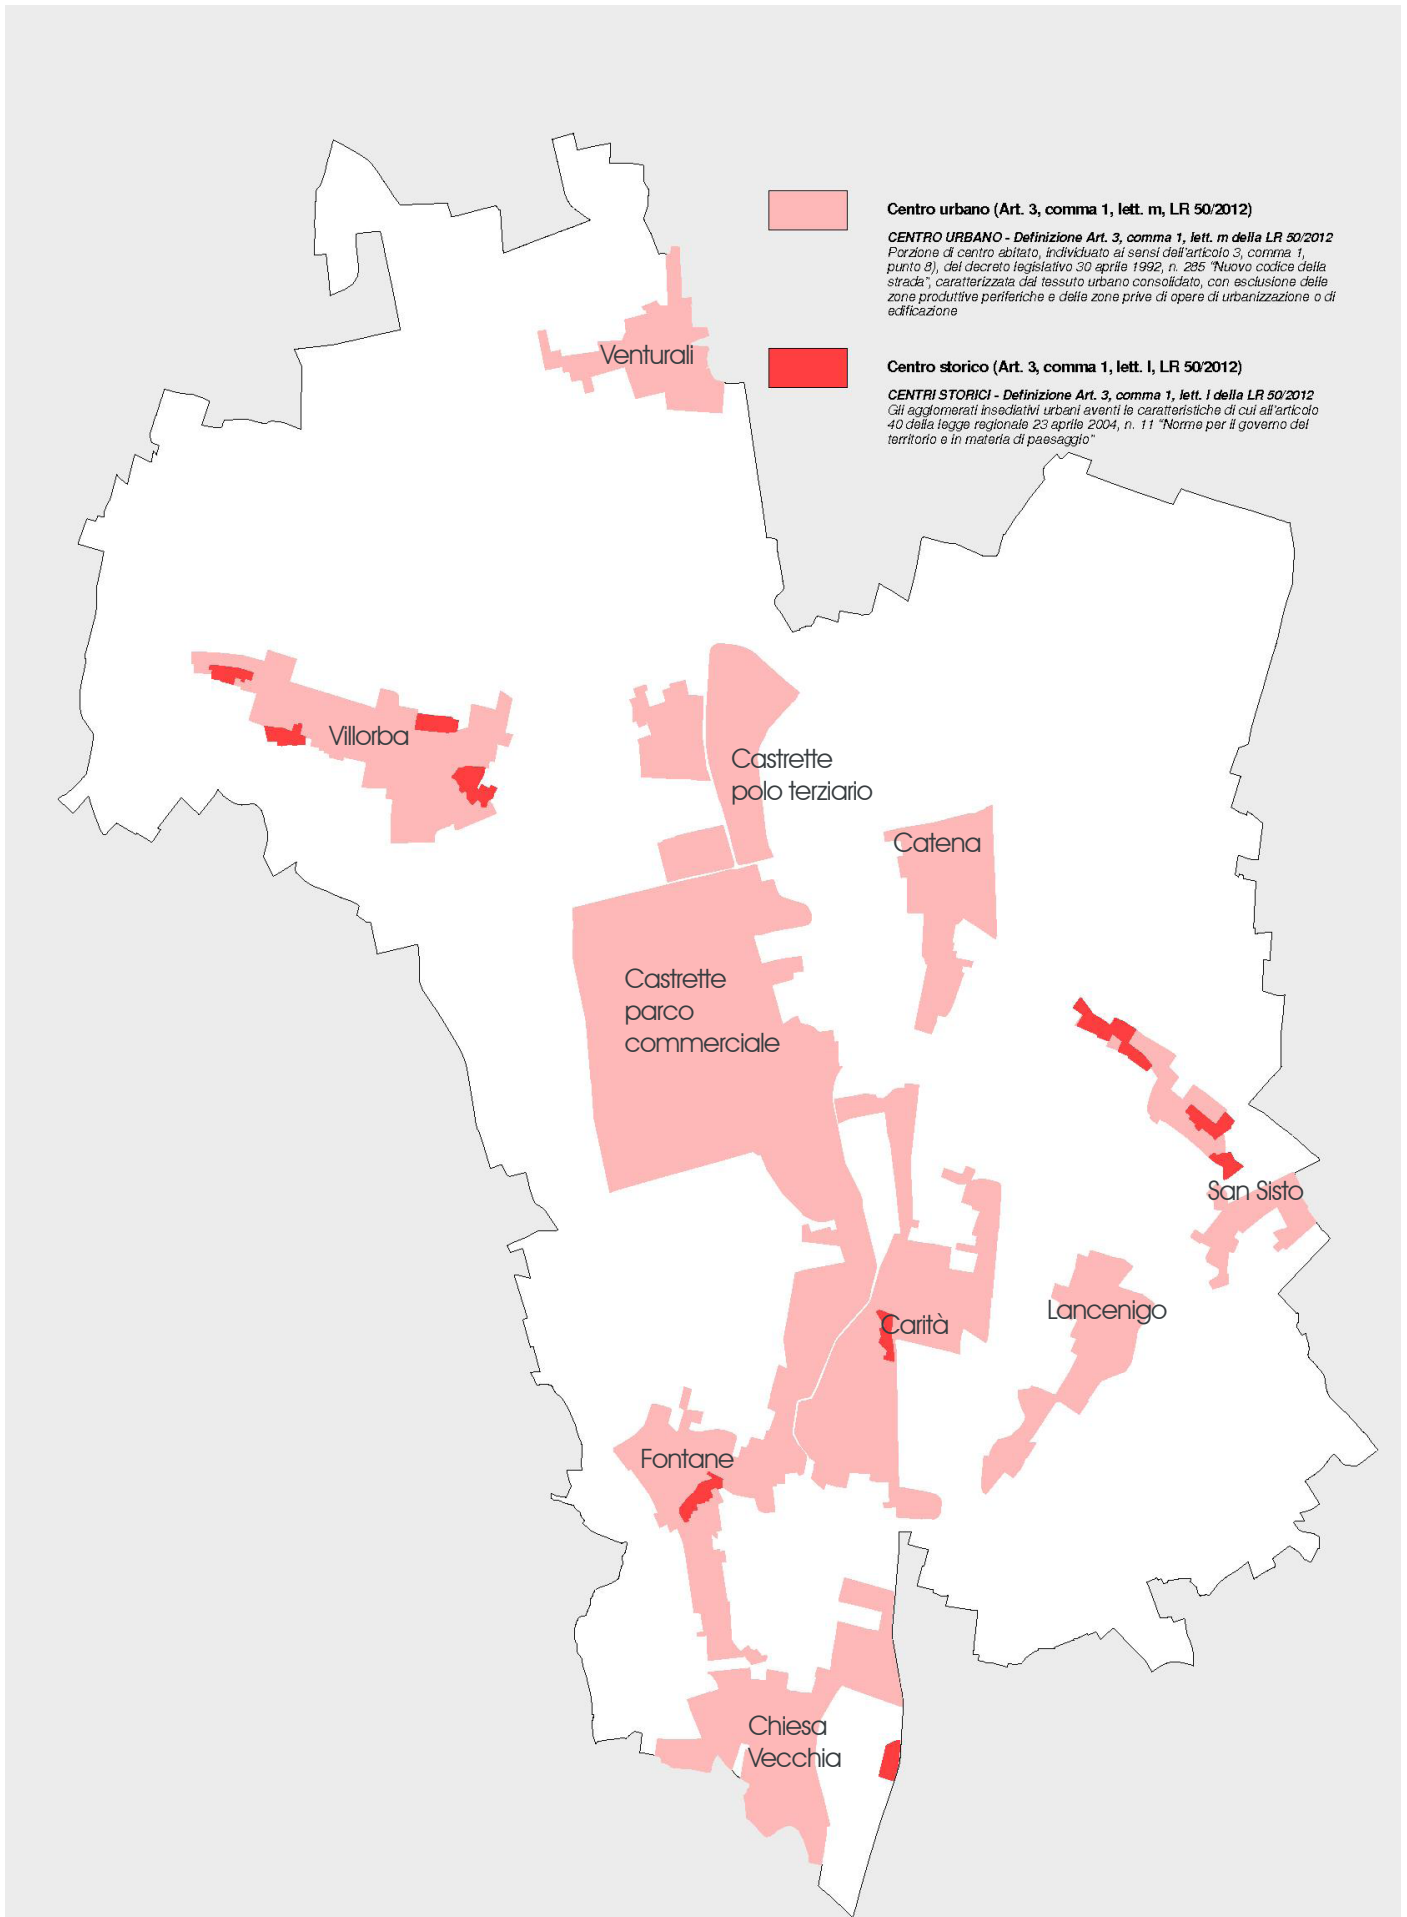 Centro urbano (Art. 3, comma 1, lett. m, LR 50/2012)
CENTRO URBANO - Definizione Art. 3, comma 1, lett. m della LR 50/2012
Porzione di centro abitato, individuato ai sensi dell'articolo 3, comma 1,
punto 8), del decreto legislativo 30 aprile 1992, n. 285 "Nuovo codice della
strada", caratterizzata dal tessuto urbano consolidato, con esclusione delle
zone produttive periferiche e delle zone prive di opere di urbanizzazione o di
edificazione
Centro storico (Art. 3, comma 1, lett. l, LR 50/2012)
CENTRI STORICI - Definizione Art. 3, comma 1, lett. l della LR 50/2012
Gli agglomerati insediativi urbani aventi le caratteristiche di cui all'articolo
40 della legge regionale 23 aprile 2004, n. 11 "Norme per il governo del
territorio e in materia di paesaggio"
Venturali
Villorba
Castrette
polo terziario
Catena
Castrette
parco
commerciale
San Sisto
Lancenigo
Carità
Fontane
Chiesa
Vecchia